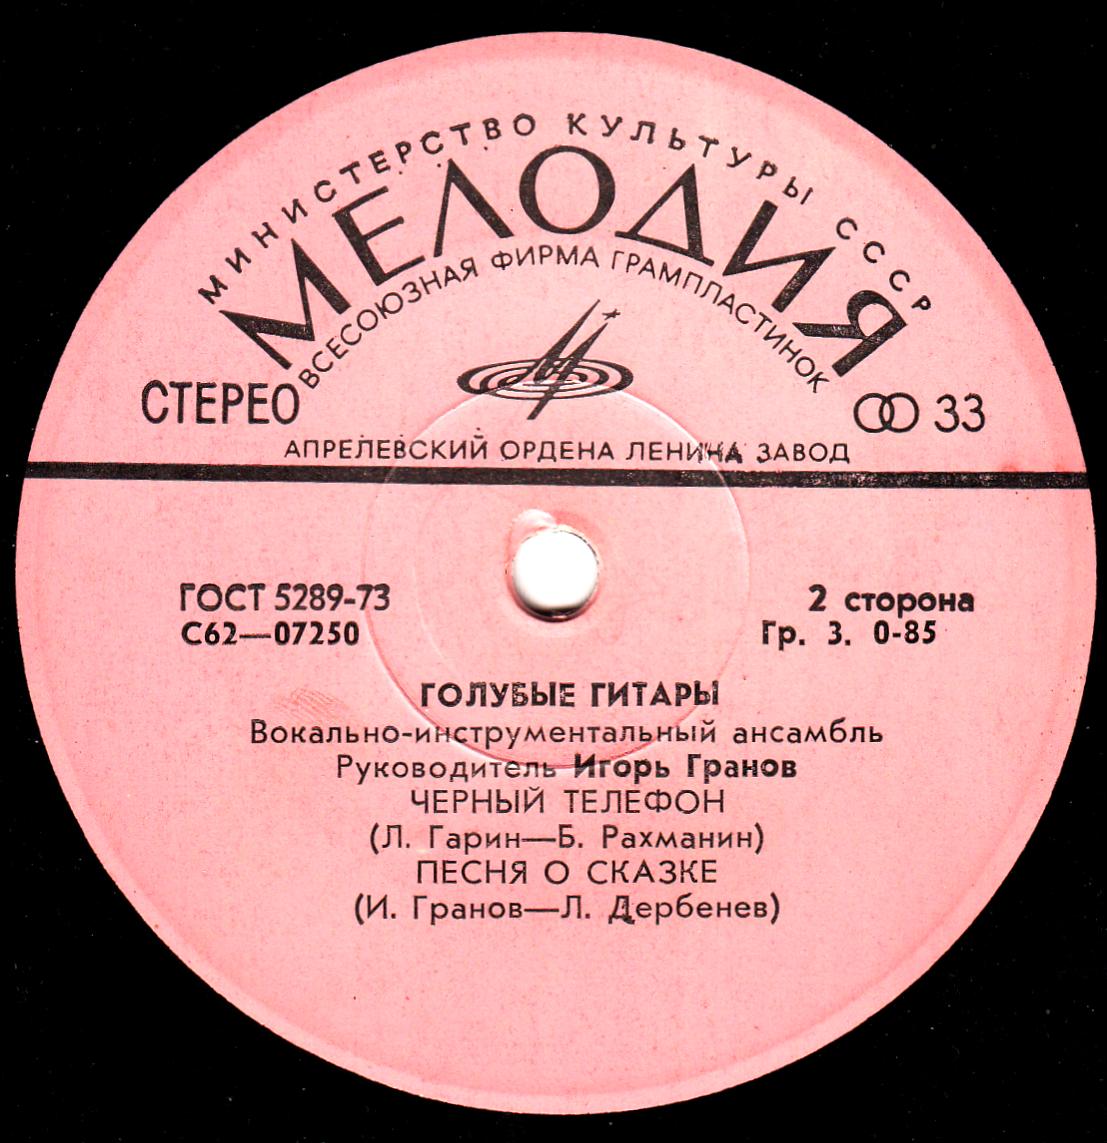 МИНИСТЕРСТВО КУЛЬТУРЫ СССР
МЕЛОДИЯ
ВСЕСОЮЗНАЯ ФИРМА ГРАМПЛАСТИНОК
СТЕРЕО
33
АПРЕЛЕВСКИЙ ОРДЕНА ЛЕНИНА ЗАВОД
ГОСТ 5289-73
2 сторона
С62—07250
Гр. 3. 0-85
ГОЛУБЫЕ ГИТАРЫ
Вокально-инструментальный ансамбль
Руководитель Игорь Гранов
ЧЕРНЫЙ ТЕЛЕФОН
(Л. Гарин—Б. Рахманин)
ПЕСНЯ О СКАЗКЕ
(И. Гранов—Л. Дербенев)